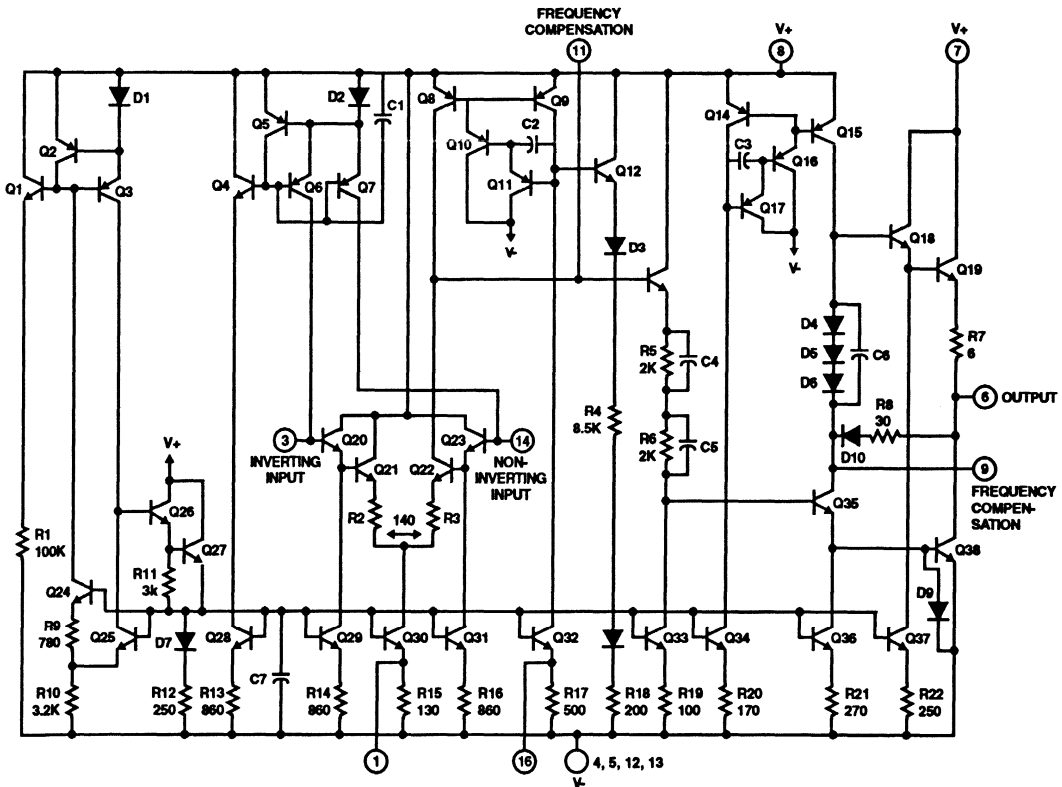 FREQUENCY
COMPENSATION
11
V+
8
V+
7
D1
D2
C1
Q8
Q9
Q2
Q5
Q10
C2
Q14
Q15
C3
Q16
Q1
Q3
Q4
Q6
Q7
Q11
Q12
Q17
V-
V-
D3
Q18
Q19
D4
D5
D6
C6
R7
6
R5
2K
C4
R4
8.5K
R6
2K
C5
R8
30
D10
6 OUTPUT
3
INVERTING
INPUT
Q20
Q21
Q22
Q23
14
NON-
INVERTING
INPUT
9
FREQUENCY
COMPEN-
SATION
V+
Q26
Q27
R11
3k
R2
140
R3
Q35
Q38
R1
100K
Q24
R9
780
Q25
D7
Q28
Q29
Q30
Q31
Q32
Q33
Q34
Q36
Q37
D9
R10
3.2K
R12
250
R13
860
C7
R14
860
R15
130
R16
860
R17
500
R18
200
R19
100
R20
170
R21
270
R22
250
1
16
4, 5, 12, 13
V-